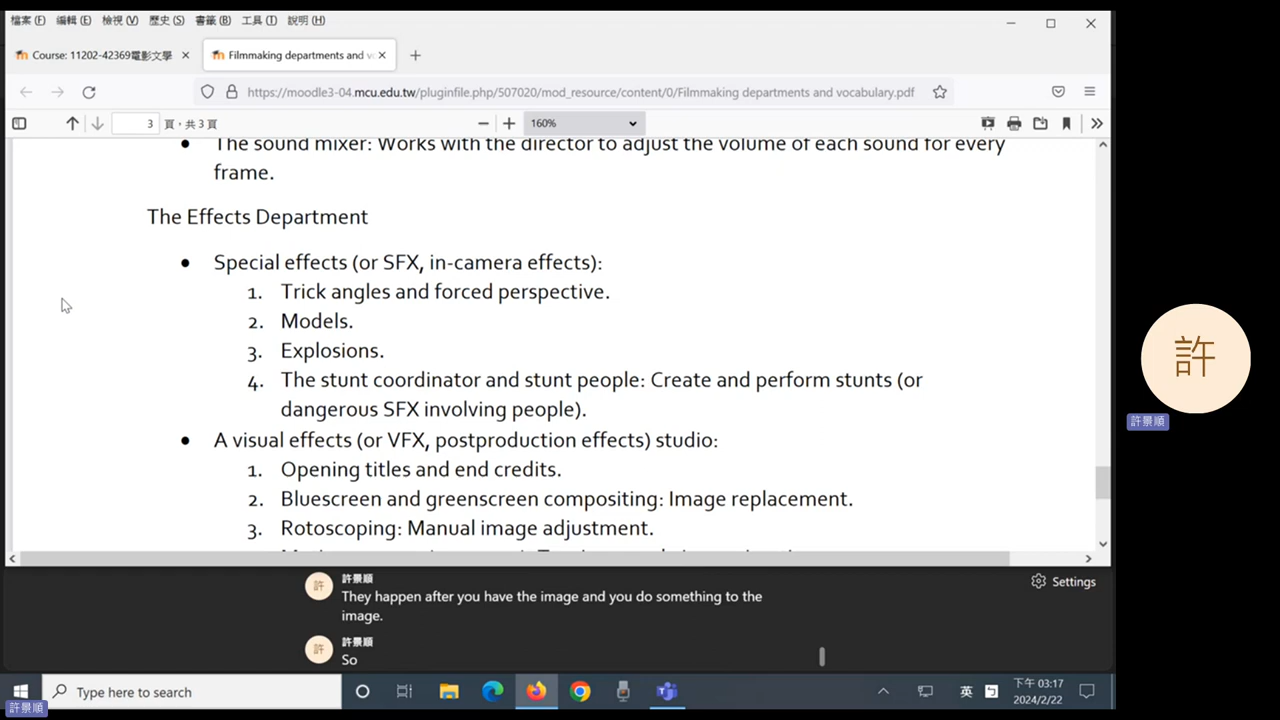 檔案(F) 編輯(E) 檢視(V) 歷史(S) 書籤(B) 工具(T) 說明(H)
Course: 11202-42369電影文學
Filmmaking departments and vo
https://moodle3-04.mcu.edu.tw/pluginfile.php/507020/mod_resource/content/0/Filmmaking departments and vocabulary.pdf
3 頁，共 3 頁
160%
The sound mixer: Works with the director to adjust the volume of each sound for every
frame.
The Effects Department
Special effects (or SFX, in-camera effects):
1. Trick angles and forced perspective.
2. Models.
3. Explosions.
4. The stunt coordinator and stunt people: Create and perform stunts (or
dangerous SFX involving people).
A visual effects (or VFX, postproduction effects) studio:
1. Opening titles and end credits.
2. Bluescreen and greenscreen compositing: Image replacement.
3. Rotoscoping: Manual image adjustment.
許
許景順
許 許景順
They happen after you have the image and you do something to the
image.
Settings
許 許景順
So
Type here to search
英
下午 03:17
2024/2/22
許景順